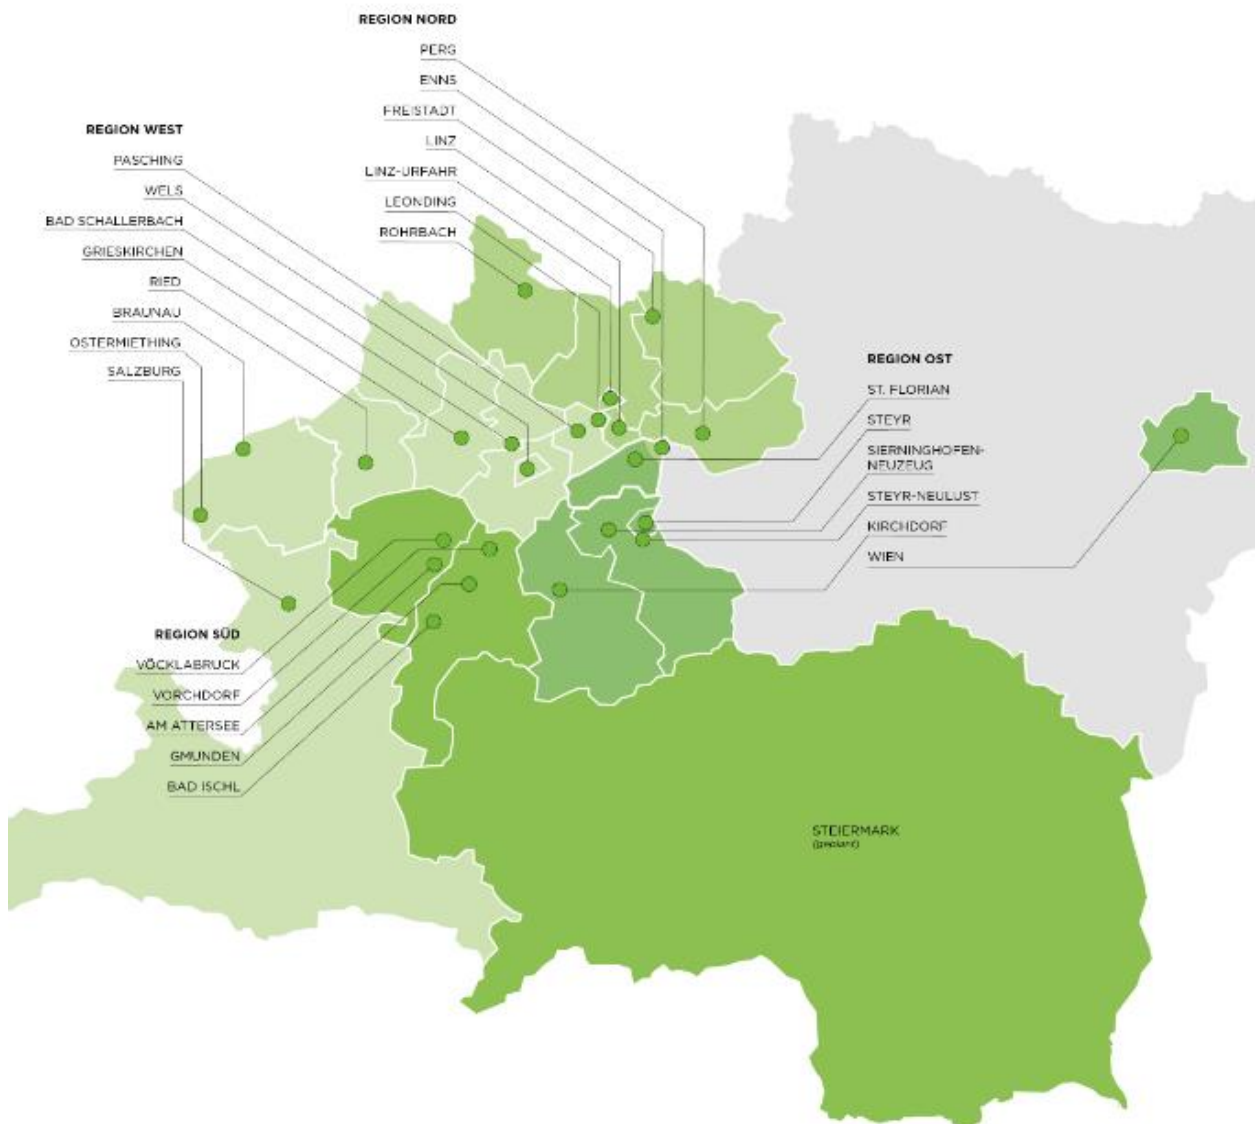 REGION NORD
PERG
ENNS
FREISTADT
LINZ
LINZ-URFAHR
LEONDING
ROHRBACH
REGION WEST
PASCHING
WELS
BAD SCHALLERBACH
GRIESKIRCHEN
RIED
BRAUNAU
OSTERMIETHING
SALZBURG
REGION OST
ST. FLORIAN
STEYR
SIERNINGHOFEN-
NEUZEUG
STEYR-NEULUST
KIRCHDORF
WIEN
REGION SÜD
VÖCKLABRUCK
VORCHDORF
AM ATTERSEE
GMUNDEN
BAD ISCHL
STEIERMARK
(geplant)